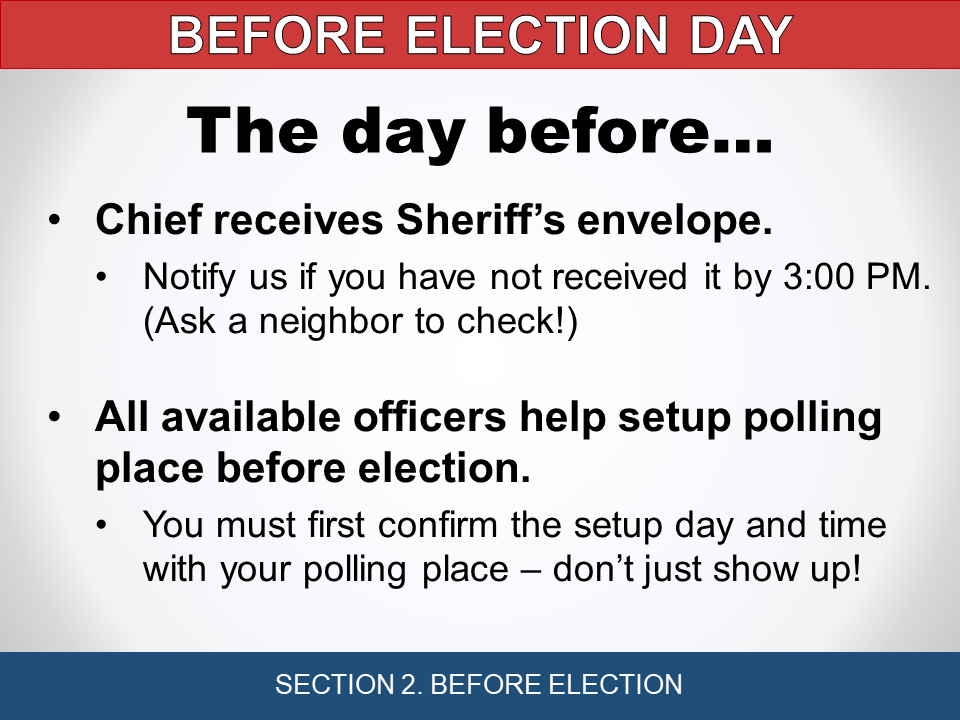 BEFORE ELECTION DAY
The day before...
• Chief receives Sheriff’s envelope.
• Notify us if you have not received it by 3:00 PM.
(Ask a neighbor to check!)
• All available officers help setup polling
place before election.
• You must first confirm the setup day and time
with your polling place – don’t just show up!
SECTION 2. BEFORE ELECTION